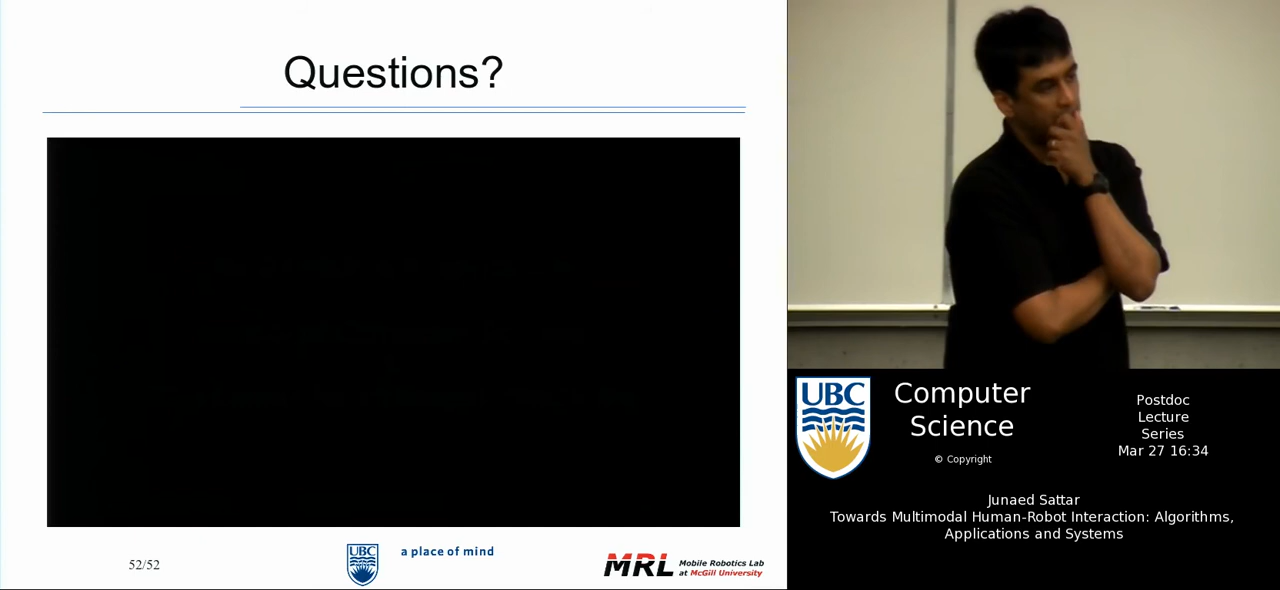 Questions?
52/52
UBC
a place of mind
MRL Mobile Robotics Lab
at McGill University
UBC
Computer
Science
© Copyright
Postdoc
Lecture
Series
Mar 27 16:34
Junaed Sattar
Towards Multimodal Human-Robot Interaction: Algorithms,
Applications and Systems